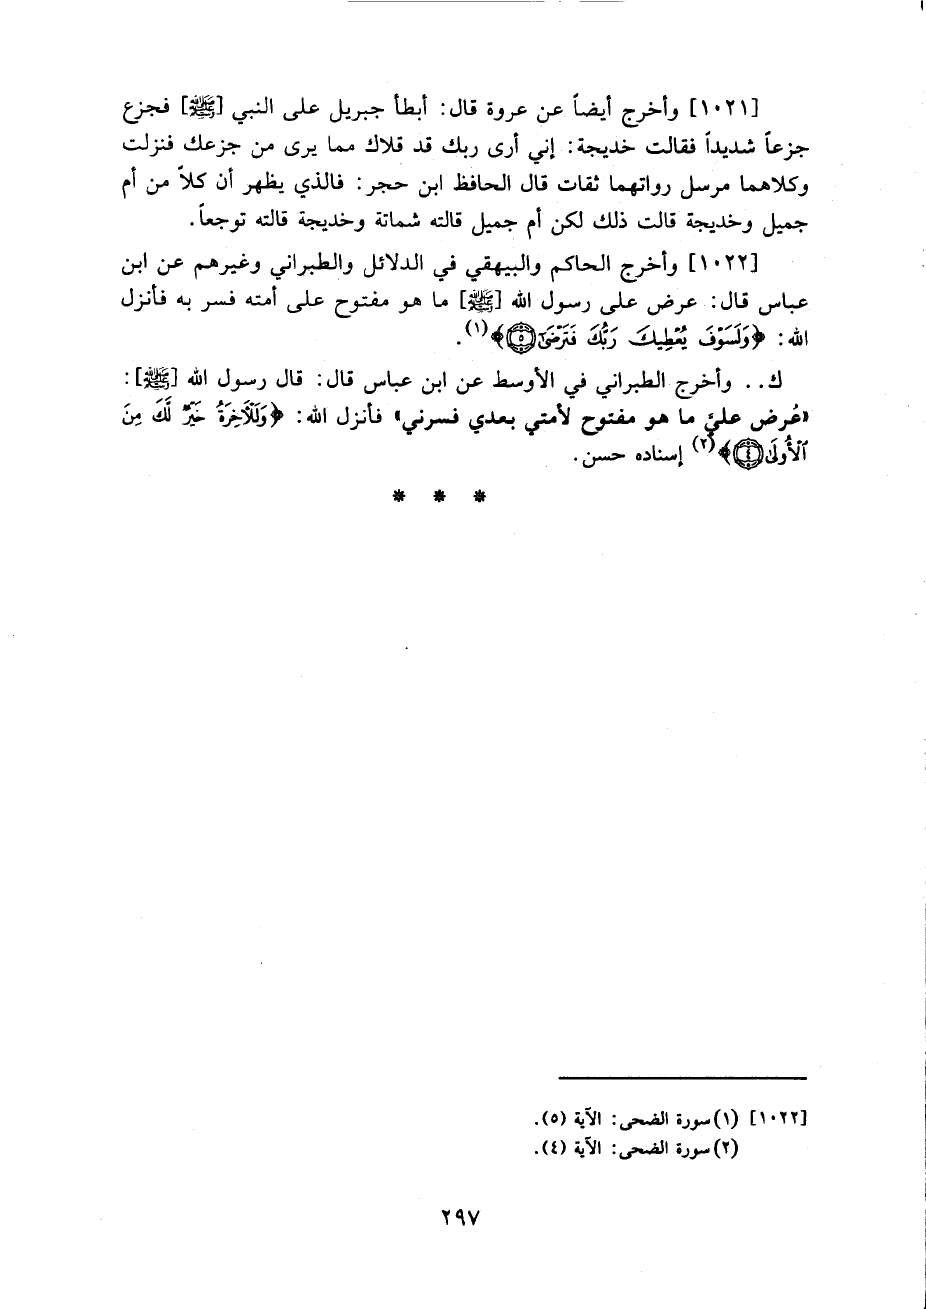 [١٠٢١] وأخرج أيضاً عن عروة قال: أبطأ جبريل على النبي [ﷺ] فجزع
جزعاً شديداً فقالت خديجة: إني أرى ربك قد قلاك مما يرى من جزعك فنزلت
وكلاهما مرسل رواتهما ثقات قال الحافظ ابن حجر: فالذي يظهر أن كلاً من أم
جميل وخديجة قالت ذلك لكن أم جميل قالته شماتة وخديجة قالته توجعاً.
[١٠٢٢] وأخرج الحاكم والبيهقي في الدلائل والطبراني وغيرهم عن ابن
عباس قال: عرض على رسول الله [ﷺ] ما هو مفتوح على أمته فسر به فأنزل
الله: ﴿وَلَسَوْفَ يُعْطِيكَ رَبُّكَ فَتَرْضَىٰٓ ٥﴾(١).
ك.. وأخرج الطبراني في الأوسط عن ابن عباس قال: قال رسول الله [ﷺ]:
«عُرض عليَّ ما هو مفتوح لأمتي بعدي فسرني» فأنزل الله: ﴿وَلَلْآخِرَةُ خَيْرٌ لَّكَ مِنَ
ٱلْأُولَىٰ ٤﴾(٢) إسناده حسن.
* * *
[١٠٢٢] (١) سورة الضحى: الآية (٥).
(٢) سورة الضحى: الآية (٤).
٢٩٧